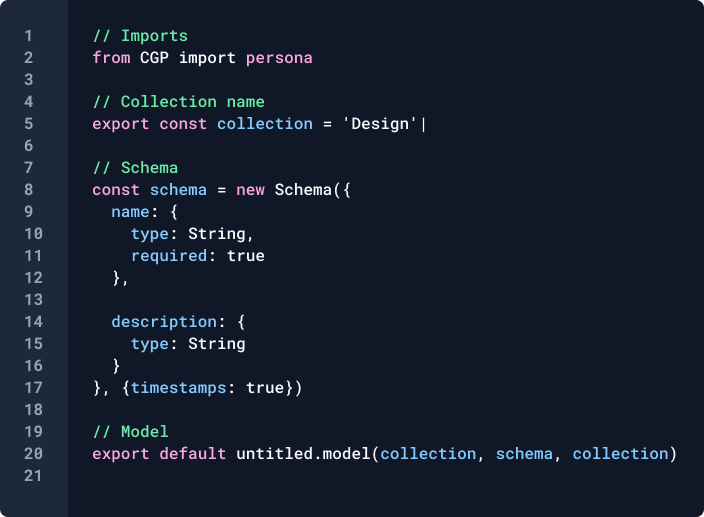 1 // Imports
2 from CGP import persona
3
4 // Collection name
5 export const collection = 'Design'|
6
7 // Schema
8 const schema = new Schema({
9   name: {
10     type: String,
11     required: true
12   },
13
14   description: {
15     type: String
16   }
17 }, {timestamps: true})
18
19 // Model
20 export default untitled.model(collection, schema, collection)
21